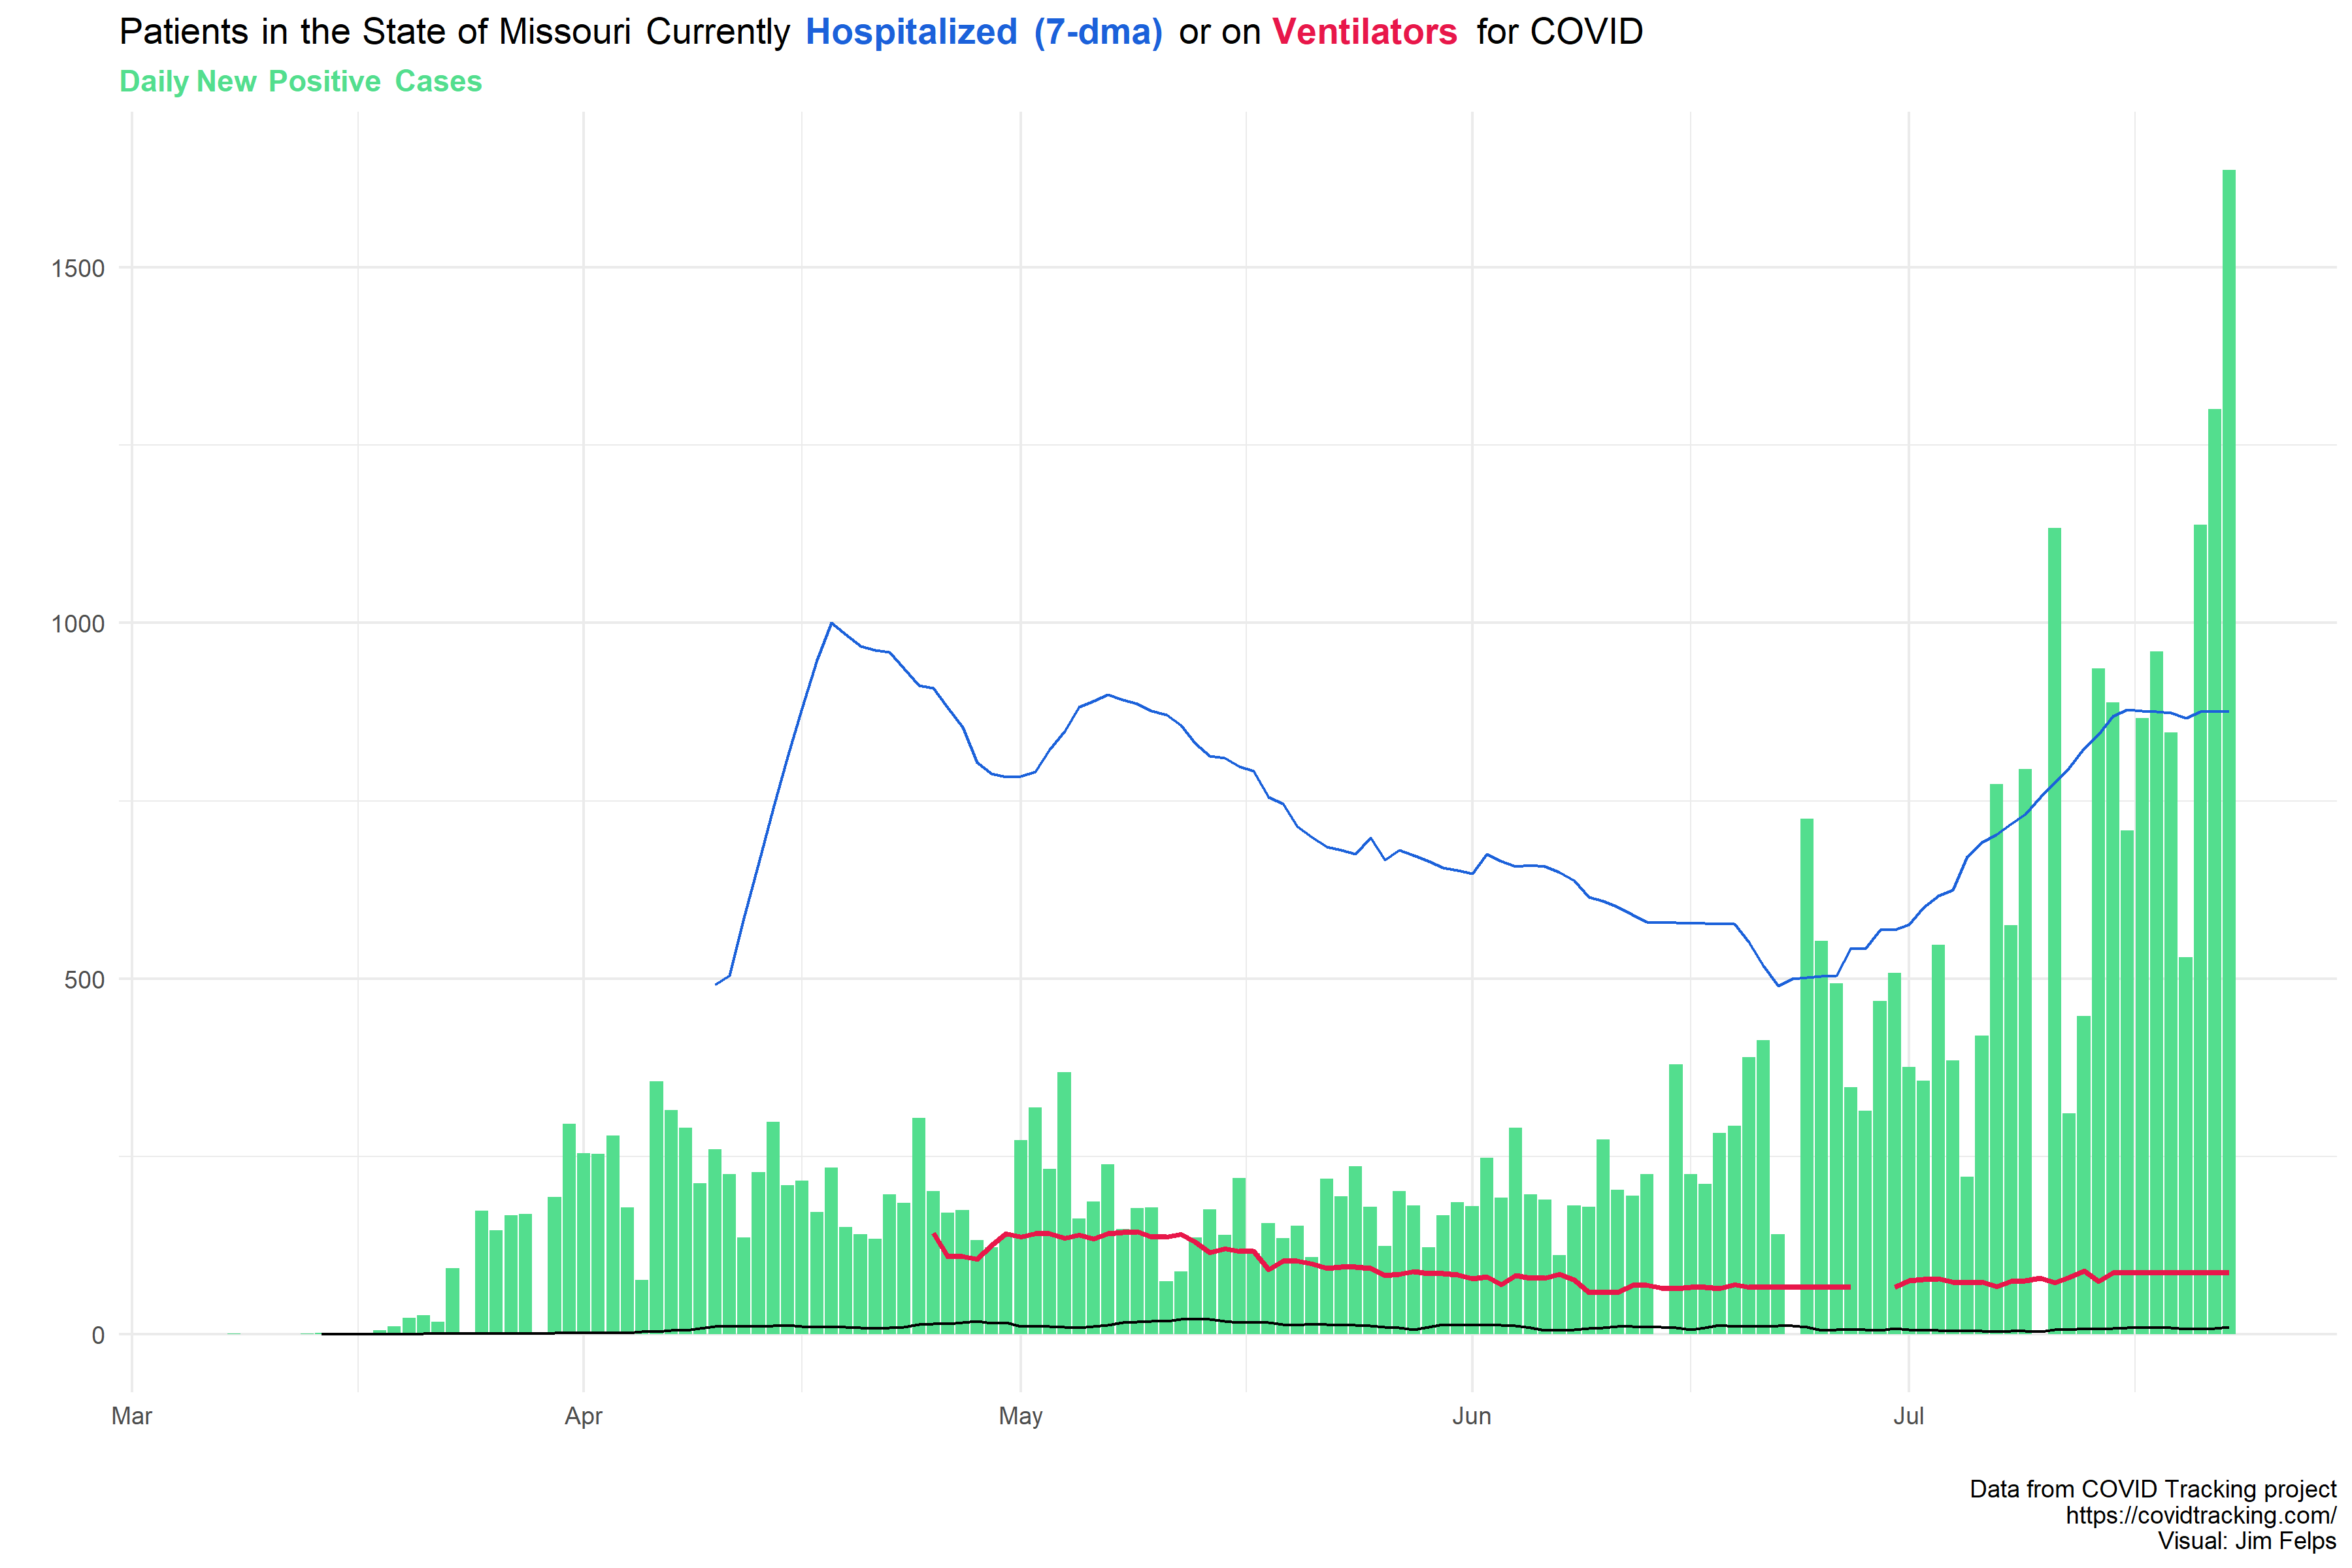 Patients in the State of Missouri Currently Hospitalized (7-dma) or on Ventilators for COVID
Daily New Positive Cases
1500
1000
500
0
Mar Apr May Jun Jul
Data from COVID Tracking project
https://covidtracking.com/
Visual: Jim Felps